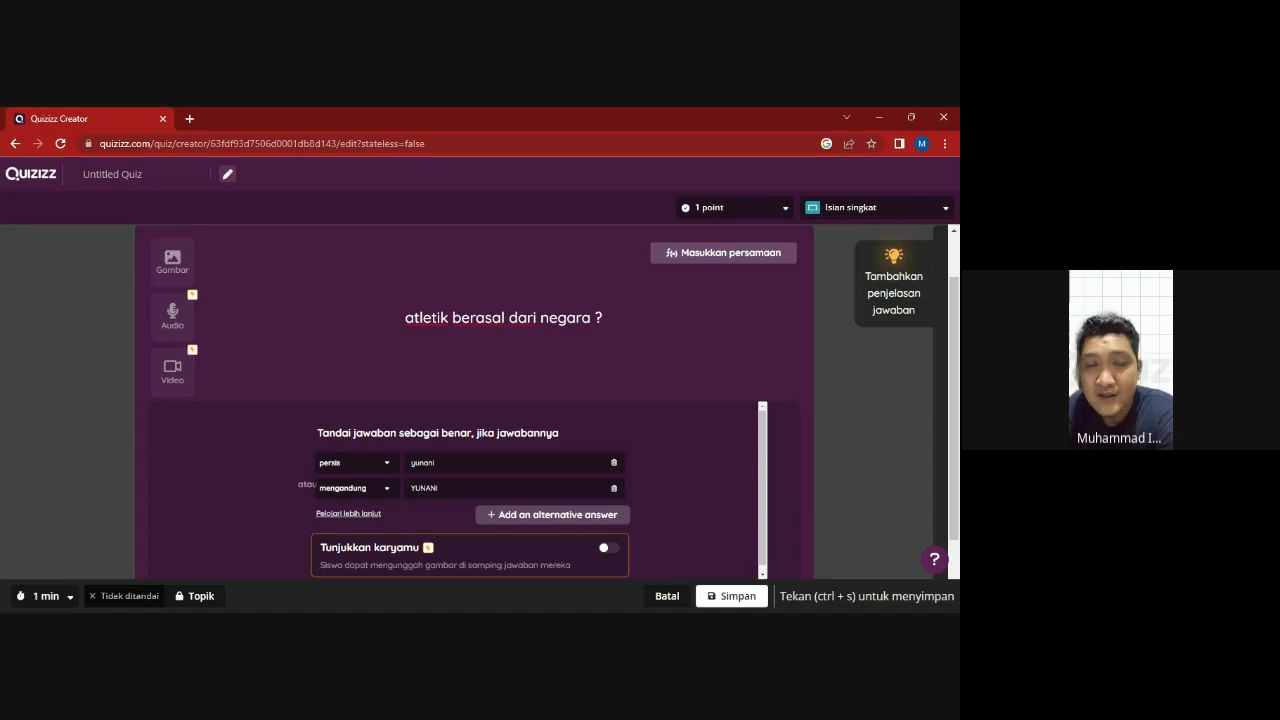 Quizizz Creator
quizizz.com/quiz/creator/63fdf93d7506d0001db8d143/edit?stateless=false
M
QUIZIZZ
Untitled Quiz
1 point
Isian singkat
Gambar
f(x) Masukkan persamaan
Audio
Video
atletik berasal dari negara ?
Tambahkan
penjelasan
jawaban
Tandai jawaban sebagai benar, jika jawabannya
persis
yunani
atau
mengandung
YUNANI
Pelajari lebih lanjut
+ Add an alternative answer
Tunjukkan karyamu
Siswa dapat mengunggah gambar di samping jawaban mereka
?
1 min
× Tidak ditandai
Topik
Batal
Simpan
Tekan (ctrl + s) untuk menyimpan
Muhammad I...